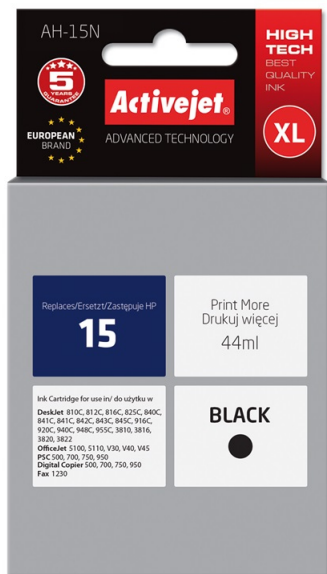 AH-15N
5
YEARS
GUARANTEE
EUROPEAN
BRAND
Activejet®
ADVANCED TECHNOLOGY
HIGH
TECH
BEST
QUALITY
INK
XL
Replaces/Ersetzt/Zastępuje HP
15
Print More
Drukuj więcej
44ml
Ink Cartridge for use in/ do użytku w
DeskJet 810C, 812C, 816C, 825C, 840C,
841C, 841C, 842C, 843C, 845C, 916C,
920C, 940C, 948C, 955C, 3810, 3816,
3820, 3822
OfficeJet 5100, 5110, V30, V40, V45
PSC 500, 700, 750, 950
Digital Copier 500, 700, 750, 950
Fax 1230
BLACK